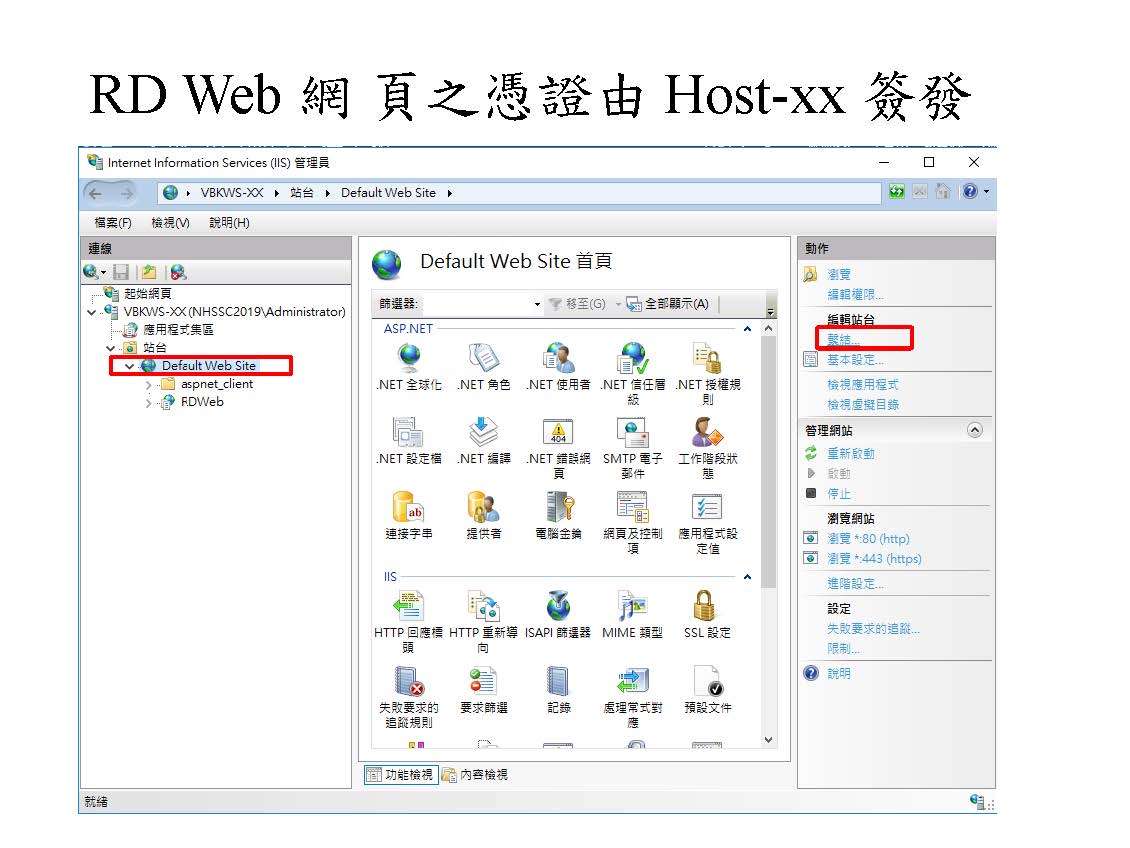 RD Web 網 頁之憑證由 Host-xx 簽發
Internet Information Services (IIS) 管理員
VBKWS-XX
站台
Default Web Site
檔案(F)
檢視(V)
說明(H)
連線
起始網頁
VBKWS-XX (NHSSC2019\Administrator)
應用程式集區
站台
Default Web Site
aspnet_client
RDWeb
Default Web Site 首頁
篩選器:
移至(G)
全部顯示(A)
ASP.NET
.NET 全球化
.NET 角色
.NET 使用者
.NET 信任層
級
.NET 授權規
則
.NET 設定檔
.NET 編譯
.NET 錯誤網
頁
404
SMTP 電子
郵件
工作階段狀
態
ab
連接字串
提供者
電腦金鑰
網頁及控制
項
應用程式設
定值
IIS
HTTP 回應標
頭
HTTP 重新導
向
ISAPI 篩選器
MIME 類型
SSL 設定
失敗要求的
追蹤規則
要求篩選
記錄
處理常式對
應
預設文件
功能檢視
內容檢視
動作
瀏覽
編輯權限...
編輯站台
繫結...
基本設定...
檢視應用程式
檢視虛擬目錄
管理網站
重新啟動
啟動
停止
瀏覽網站
瀏覽 *:80 (http)
瀏覽 *:443 (https)
進階設定...
設定
失敗要求的追蹤...
限制...
說明
就緒